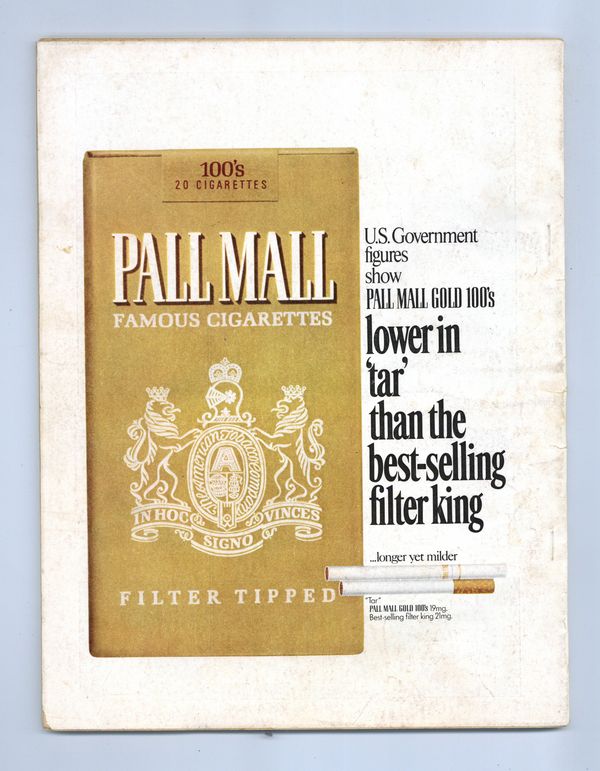 100's
20 CIGARETTES
PALL MALL
FAMOUS CIGARETTES
A
IN HOC
SIGNO
VINCES
FILTER TIPPED
U.S. Government
figures
show
PALL MALL GOLD 100's
lower in
'tar'
than the
best-selling
filter king
...longer yet milder
"Tar"
PALL MALL GOLD 100's 19mg.
Best-selling filter king 21mg.